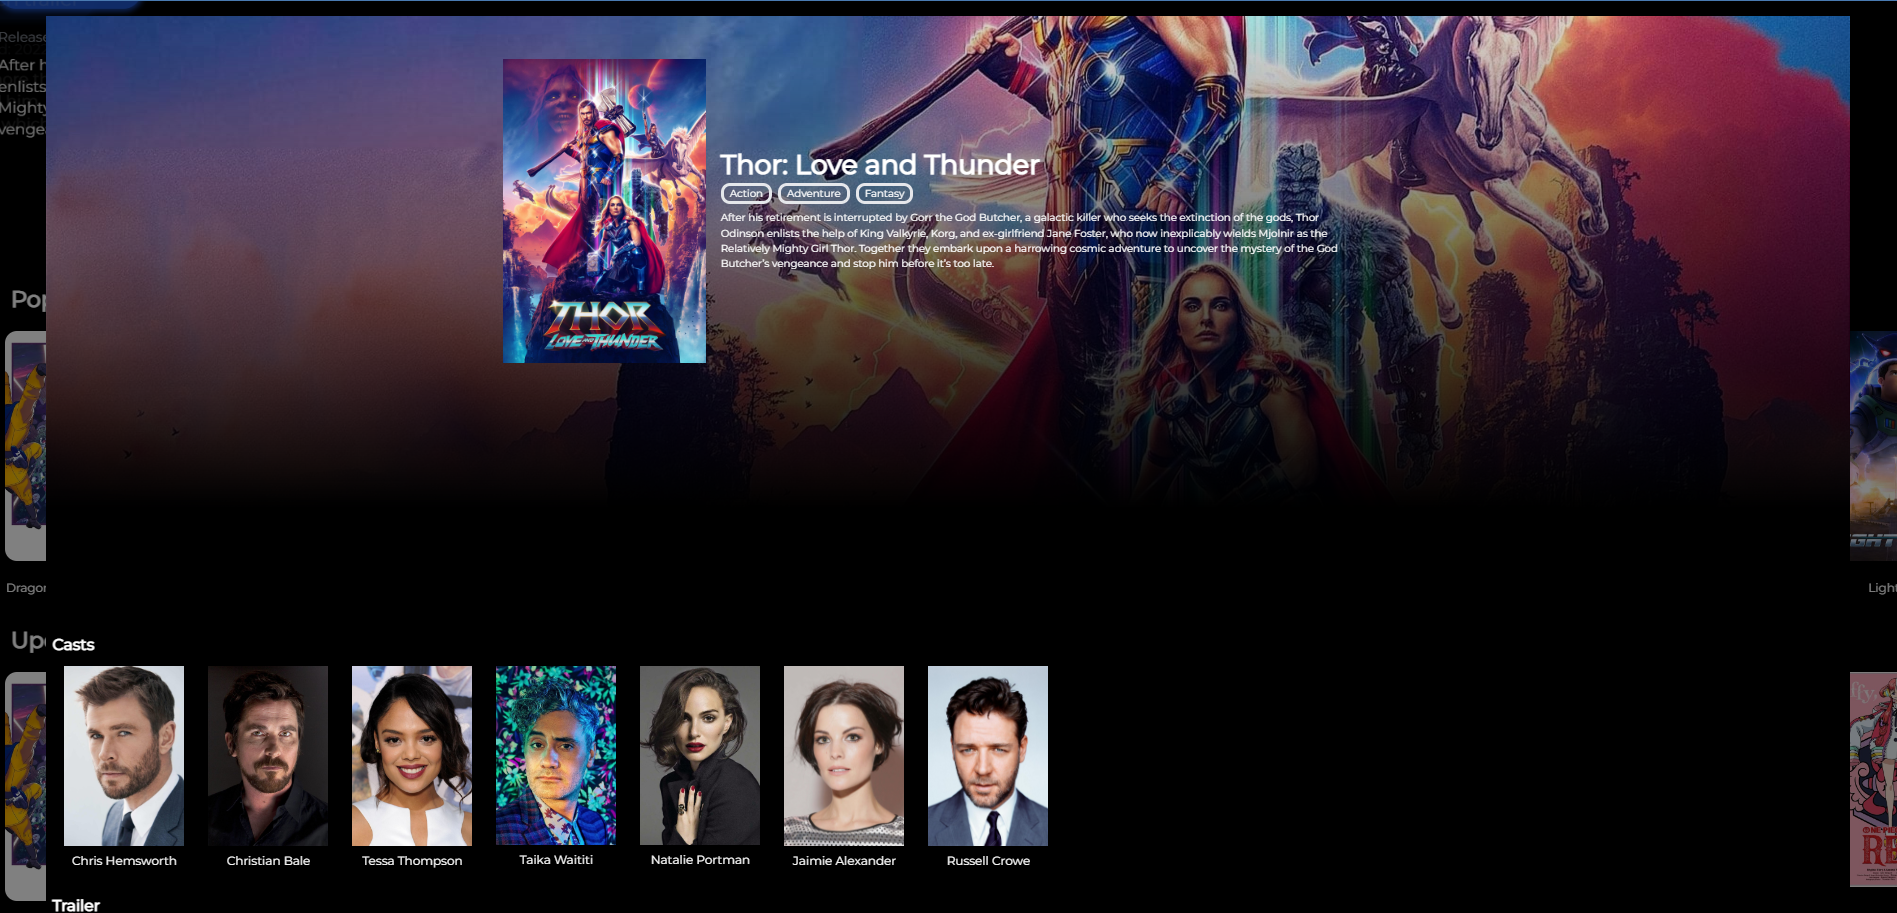 Release
After h
enlists
Mighty
venge
Thor: Love and Thunder
Action Adventure Fantasy
After his retirement is interrupted by Gorr the God Butcher, a galactic killer who seeks the extinction of the gods, Thor
Odinson enlists the help of King Valkyrie, Korg, and ex-girlfriend Jane Foster, who now inexplicably wields Mjolnir as the
Relatively Mighty Girl Thor. Together they embark upon a harrowing cosmic adventure to uncover the mystery of the God
Butcher's vengeance and stop him before it's too late.
THOR
LOVE AND THUNDER
Pop
Dragon
Light
Up
Casts
Chris Hemsworth
Christian Bale
Tessa Thompson
Taika Waititi
Natalie Portman
Jaimie Alexander
Russell Crowe
Trailer